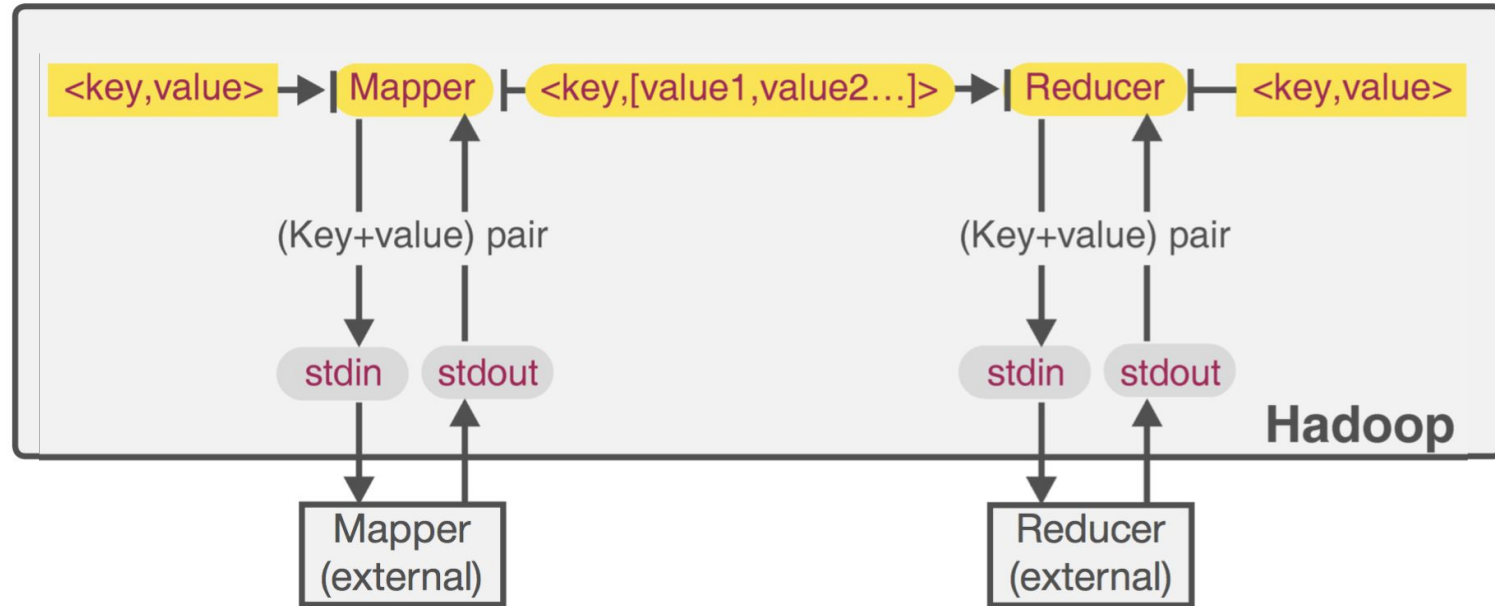 <key,value>
Mapper
<key,[value1,value2...]>
Reducer
<key,value>
(Key+value) pair
(Key+value) pair
stdin
stdout
stdin
stdout
Hadoop
Mapper
(external)
Reducer
(external)